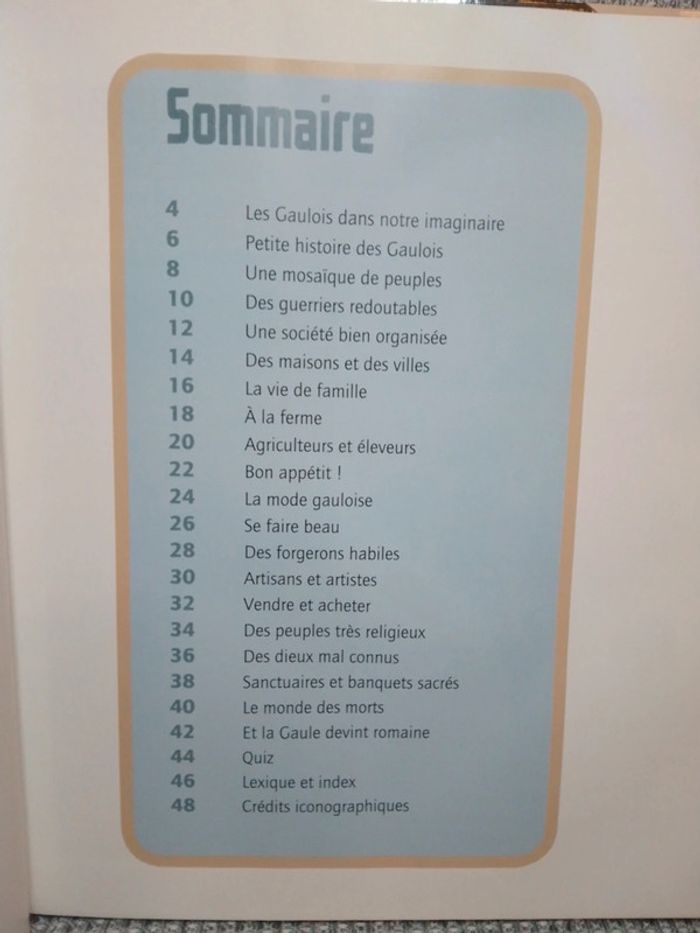 Sommaire
4 Les Gaulois dans notre imaginaire
6 Petite histoire des Gaulois
8 Une mosaïque de peuples
10 Des guerriers redoutables
12 Une société bien organisée
14 Des maisons et des villes
16 La vie de famille
18 À la ferme
20 Agriculteurs et éleveurs
22 Bon appétit !
24 La mode gauloise
26 Se faire beau
28 Des forgerons habiles
30 Artisans et artistes
32 Vendre et acheter
34 Des peuples très religieux
36 Des dieux mal connus
38 Sanctuaires et banquets sacrés
40 Le monde des morts
42 Et la Gaule devint romaine
44 Quiz
46 Lexique et index
48 Crédits iconographiques